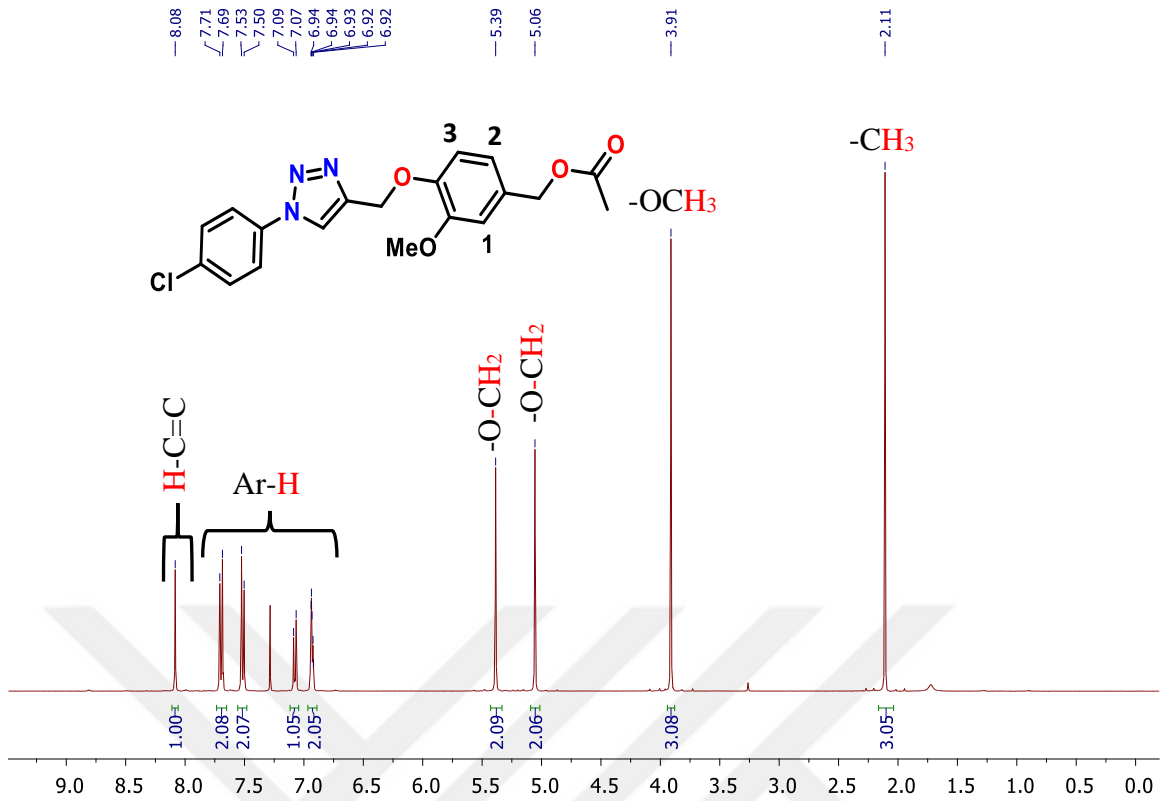 8.08
7.71
7.69
7.53
7.50
7.09
7.07
6.94
6.94
6.93
6.92
6.92
5.39
5.06
3.91
2.11
3
2
O
N
N
O
O
N
1
MeO
Cl
-CH3
-OCH3
-O-CH2
-O-CH2
H-C=C
Ar-H
1.00
2.08
2.07
1.05
2.05
2.09
2.06
3.08
3.05
9.0 8.5 8.0 7.5 7.0 6.5 6.0 5.5 5.0 4.5 4.0 3.5 3.0 2.5 2.0 1.5 1.0 0.5 0.0